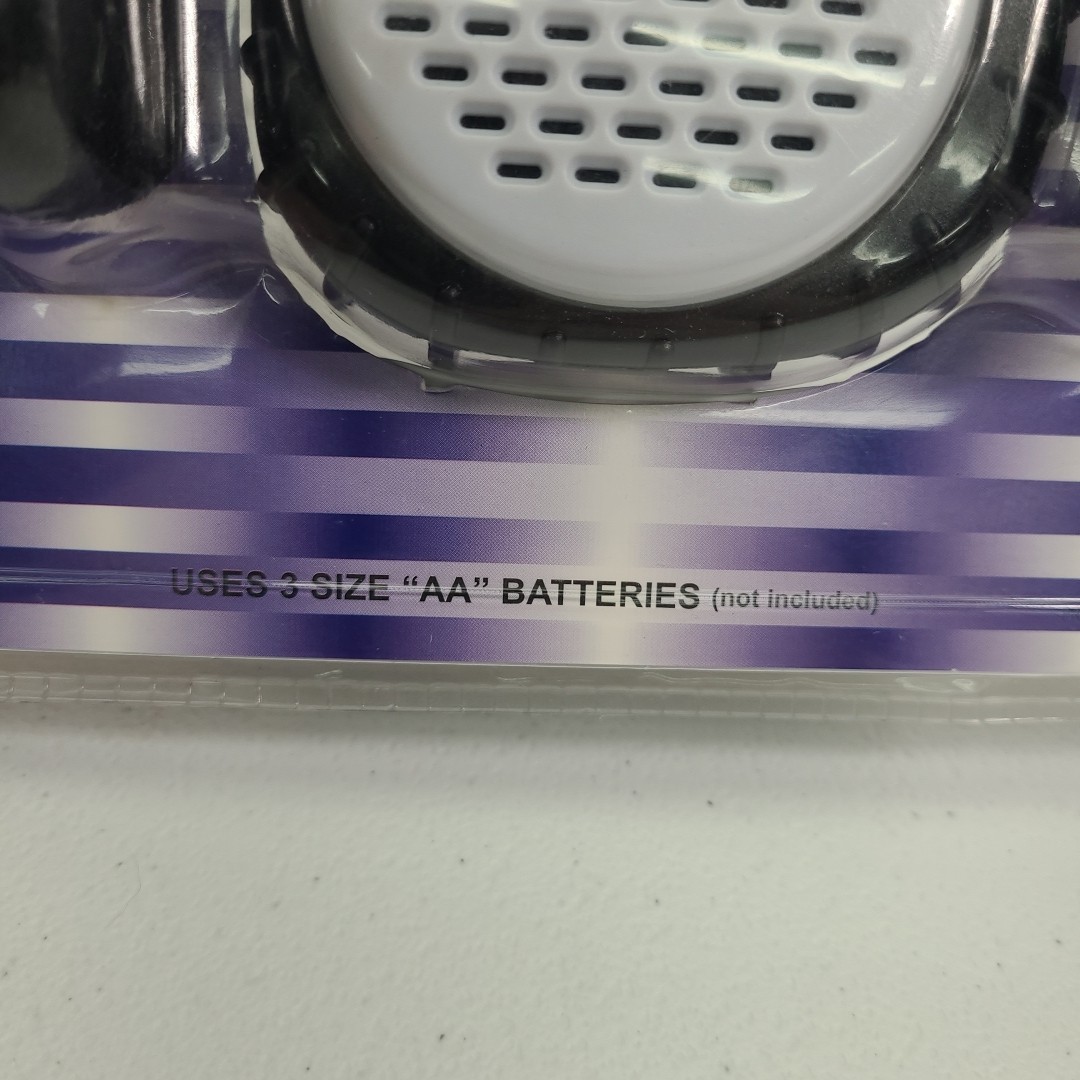 USES 3 SIZE “AA” BATTERIES (not included)